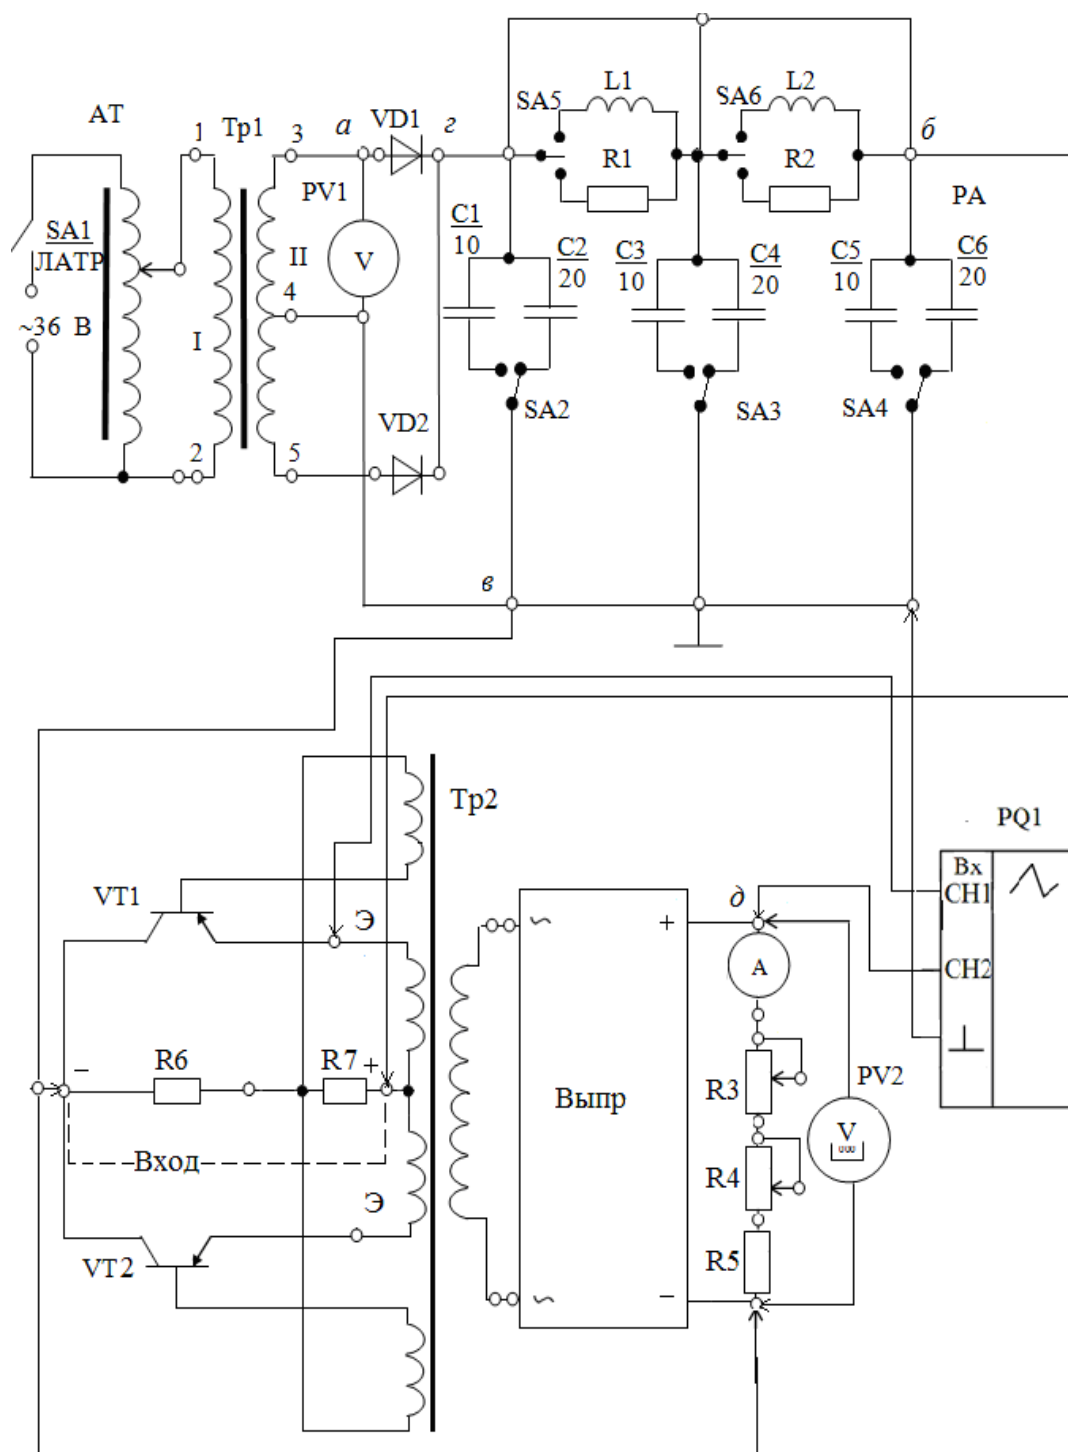 АТ
SA1
ЛАТР
~36 В
1
Тр1
3
а
VD1
г
PV1
V
I
II
4
2
5
VD2
SA5
L1
R1
SA6
L2
R2
б
РА
C1
10
C2
20
C3
10
C4
20
C5
10
C6
20
SA2
SA3
SA4
в
Тр2
PQ1
VT1
Э
Вх
CH1
CH2
д
~
+
А
R6
R7
+
−
Вход
Выпр
R3
R4
R5
PV2
V
000
Э
VT2
~
−